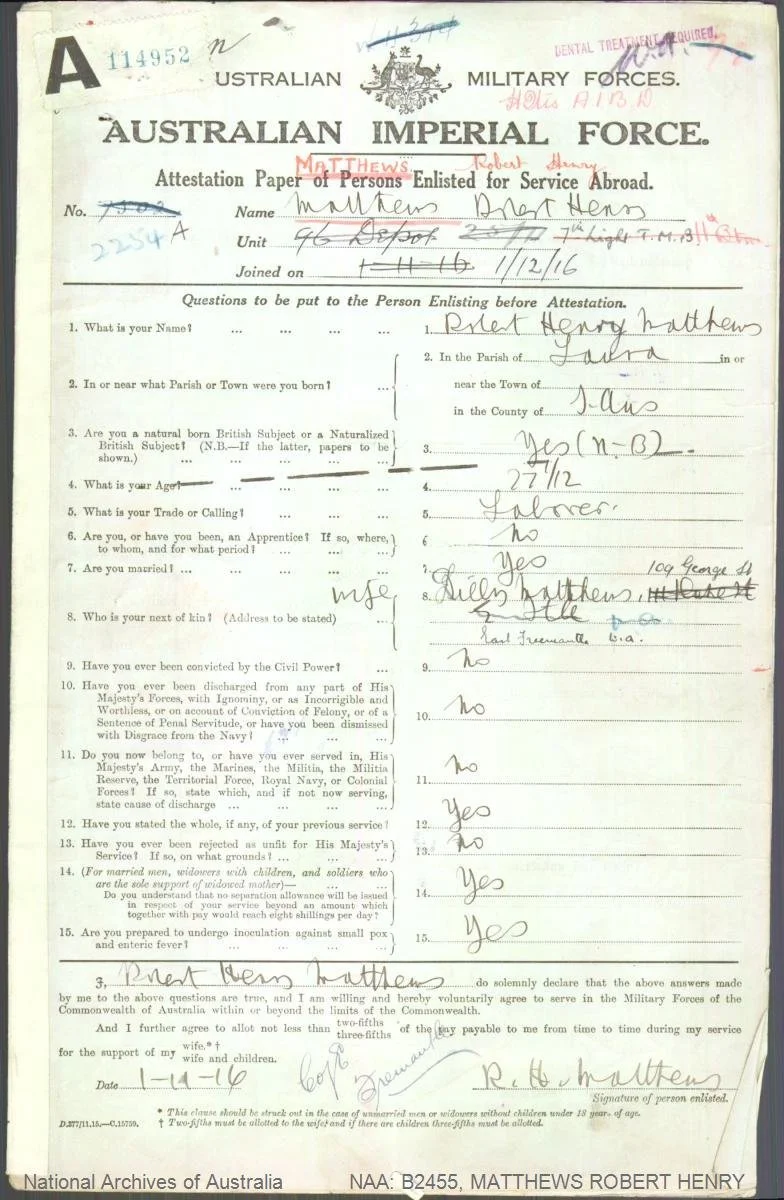 A 114952
DENTAL TREATMENT REQUIRED.
AUSTRALIAN MILITARY FORCES.
AUSTRALIAN IMPERIAL FORCE.
MATTHEWS Robert Henry
Attestation Paper of Persons Enlisted for Service Abroad.
No. 7502 Name Matthews Robert Henry
2254 A
Unit 96 Depot 7th Light T.M.B 11th Btn
Joined on 1-11-16 1/12/16
Questions to be put to the Person Enlisting before Attestation.
1. What is your Name? ... ... ... ... 1. Robert Henry Matthews
2. In or near what Parish or Town were you born? ... 2. In the Parish of Laura in or
near the Town of
in the County of S. Aus
3. Are you a natural born British Subject or a Naturalized
British Subject? (N.B.—If the latter, papers to be
shown.) ... ... ... ... 3. Yes (N-B)
4. What is your Age? ... ... ... 4. 27 1/12
5. What is your Trade or Calling? ... ... ... 5. Laborer.
6. Are you, or have you been, an Apprentice? If so, where,
to whom, and for what period? ... ... ... 6 No
7. Are you married? ... ... ... ... 7. Yes
8. Who is your next of kin? (Address to be stated) ... wife 8. Matthews, 109 George St
East Freemantle W.A.
9. Have you ever been convicted by the Civil Power? ... 9. No
10. Have you ever been discharged from any part of His
Majesty's Forces, with Ignominy, or as Incorrigible and
Worthless, or on account of Conviction of Felony, or of a
Sentence of Penal Servitude, or have you been dismissed
with Disgrace from the Navy? ... ... ... 10. No
11. Do you now belong to, or have you ever served in, His
Majesty's Army, the Marines, the Militia, the Militia
Reserve, the Territorial Force, Royal Navy, or Colonial
Forces? If so, state which, and if not now serving,
state cause of discharge ... ... ... ... 11. No
12. Have you stated the whole, if any, of your previous service? 12. Yes
13. Have you ever been rejected as unfit for His Majesty's
Service? If so, on what grounds? ... ... ... 13. No
14. (For married men, widowers with children, and soldiers who
are the sole support of widowed mother)— ... ...
Do you understand that no separation allowance will be issued
in respect of your service beyond an amount which
together with pay would reach eight shillings per day? 14. Yes
15. Are you prepared to undergo inoculation against small pox
and enteric fever? ... ... ... ... 15. Yes
I, Robert Henry Matthews do solemnly declare that the above answers made
by me to the above questions are true, and I am willing and hereby voluntarily agree to serve in the Military Forces of the
Commonwealth of Australia within or beyond the limits of the Commonwealth.
And I further agree to allot not less than two-fifths three-fifths of the pay payable to me from time to time during my service
for the support of my wife.*† wife and children.
Fremantle
Date 1-11-16 R. H. Matthews
Signature of person enlisted.
* This clause should be struck out in the case of unmarried men or widowers without children under 18 years of age.
D.277/11.15.—C.15759. † Two-fifths must be allotted to the wife, and if there are children three-fifths must be allotted.
National Archives of Australia NAA: B2455, MATTHEWS ROBERT HENRY